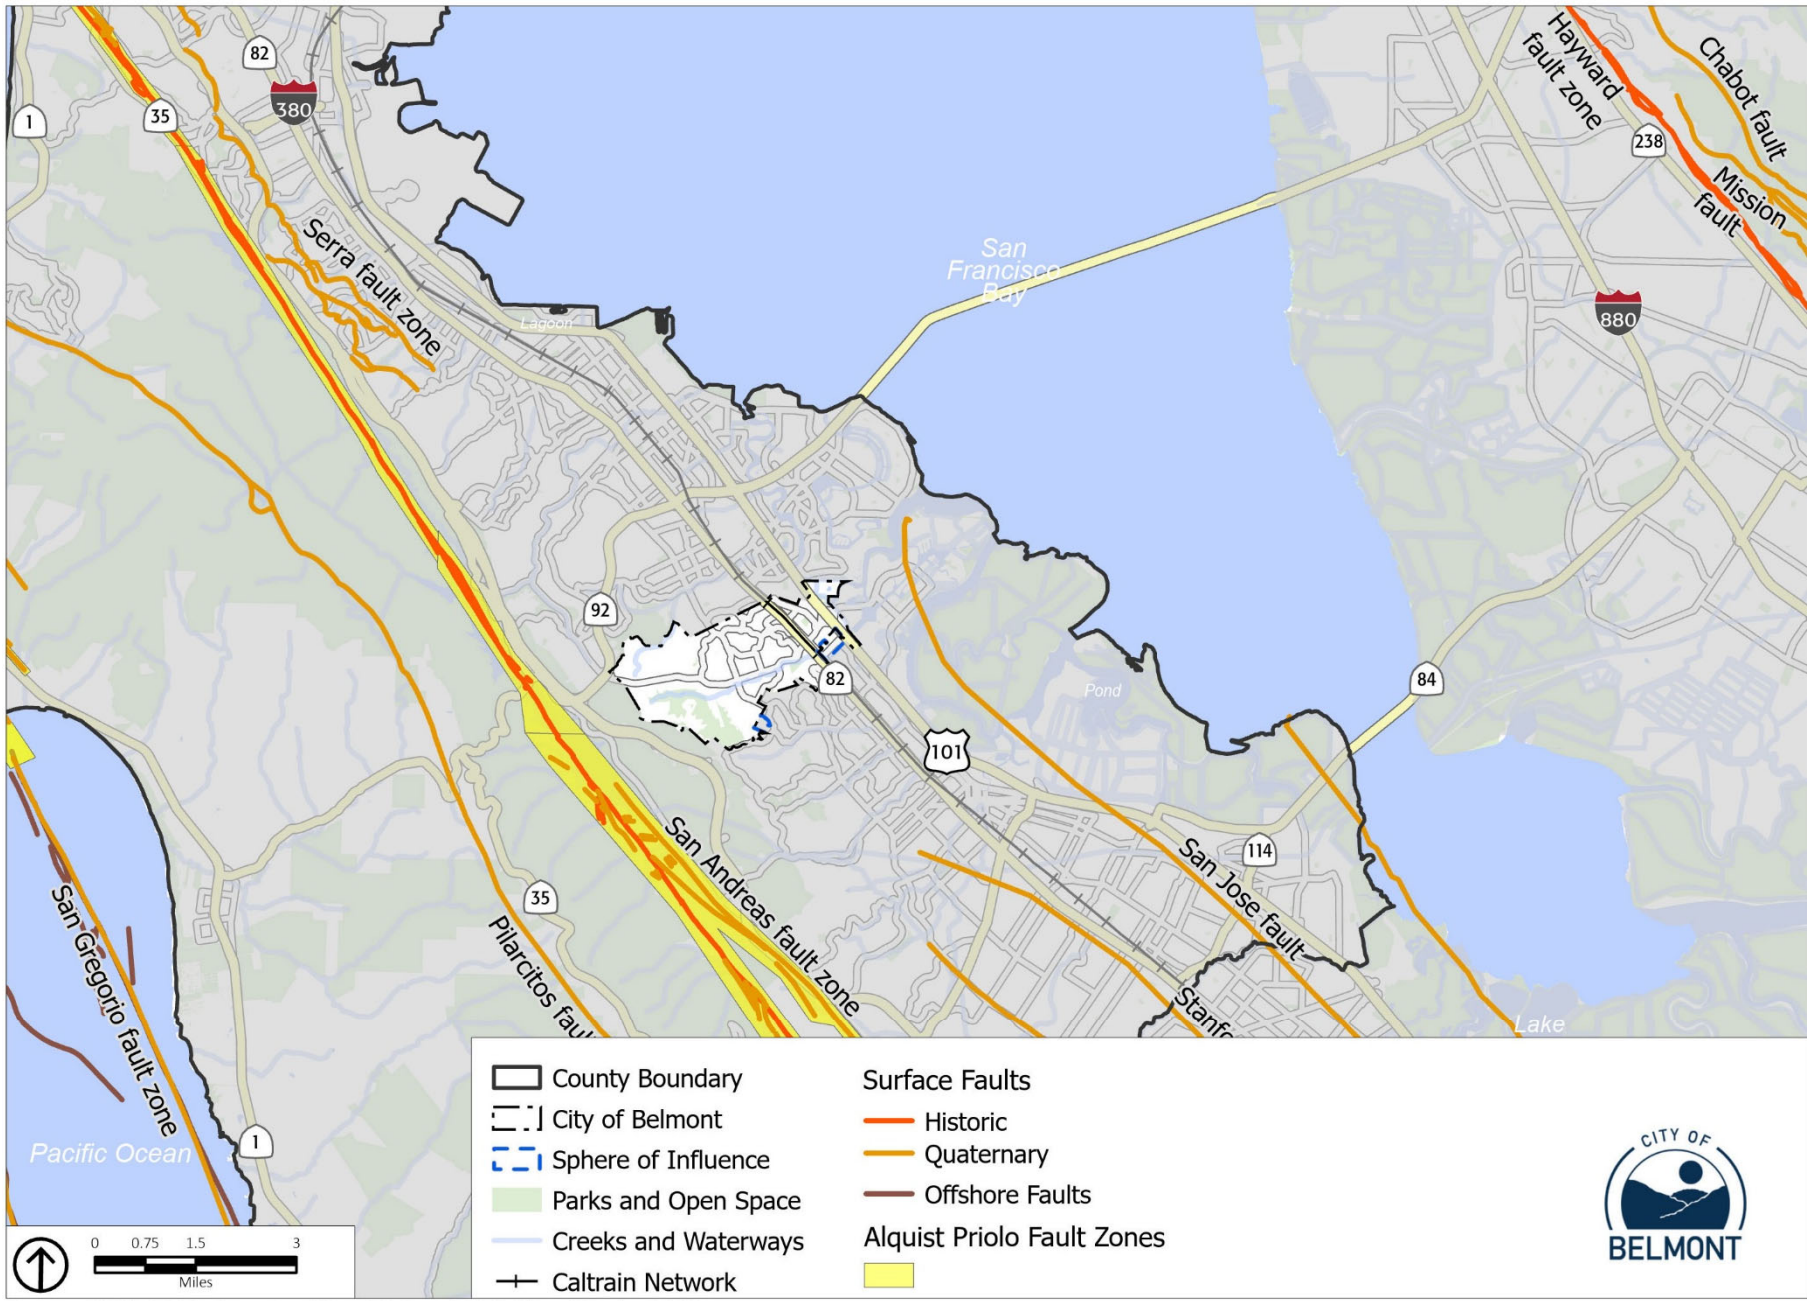 82
380
1
35
Hayward
fault zone
Chabot fault
238
Mission
fault
Serra fault zone
San
Francisco
Bay
880
Lagoon
92
82
Pond
84
101
114
San Jose fault
35
San Andreas fault zone
Pilarcitos faul
San Gregorio fault zone
Stanfo
Lake
Pacific Ocean
1
0 0.75 1.5 3
Miles
County Boundary
City of Belmont
Sphere of Influence
Parks and Open Space
Creeks and Waterways
Caltrain Network
Surface Faults
Historic
Quaternary
Offshore Faults
Alquist Priolo Fault Zones
CITY OF
BELMONT